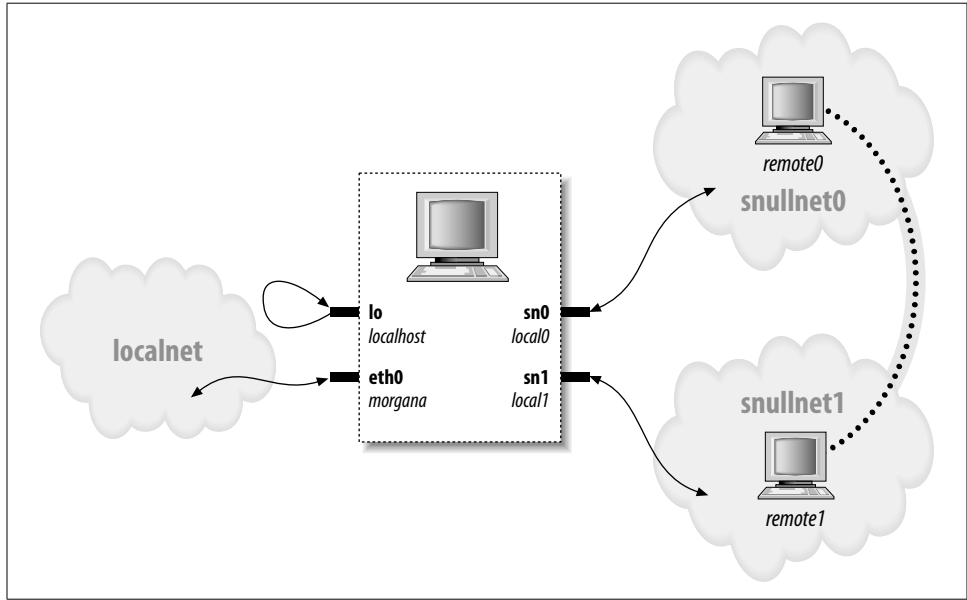 remote0
snullnet0
lo
localhost
sn0
local0
localnet
eth0
morgana
sn1
local1
snullnet1
remote1